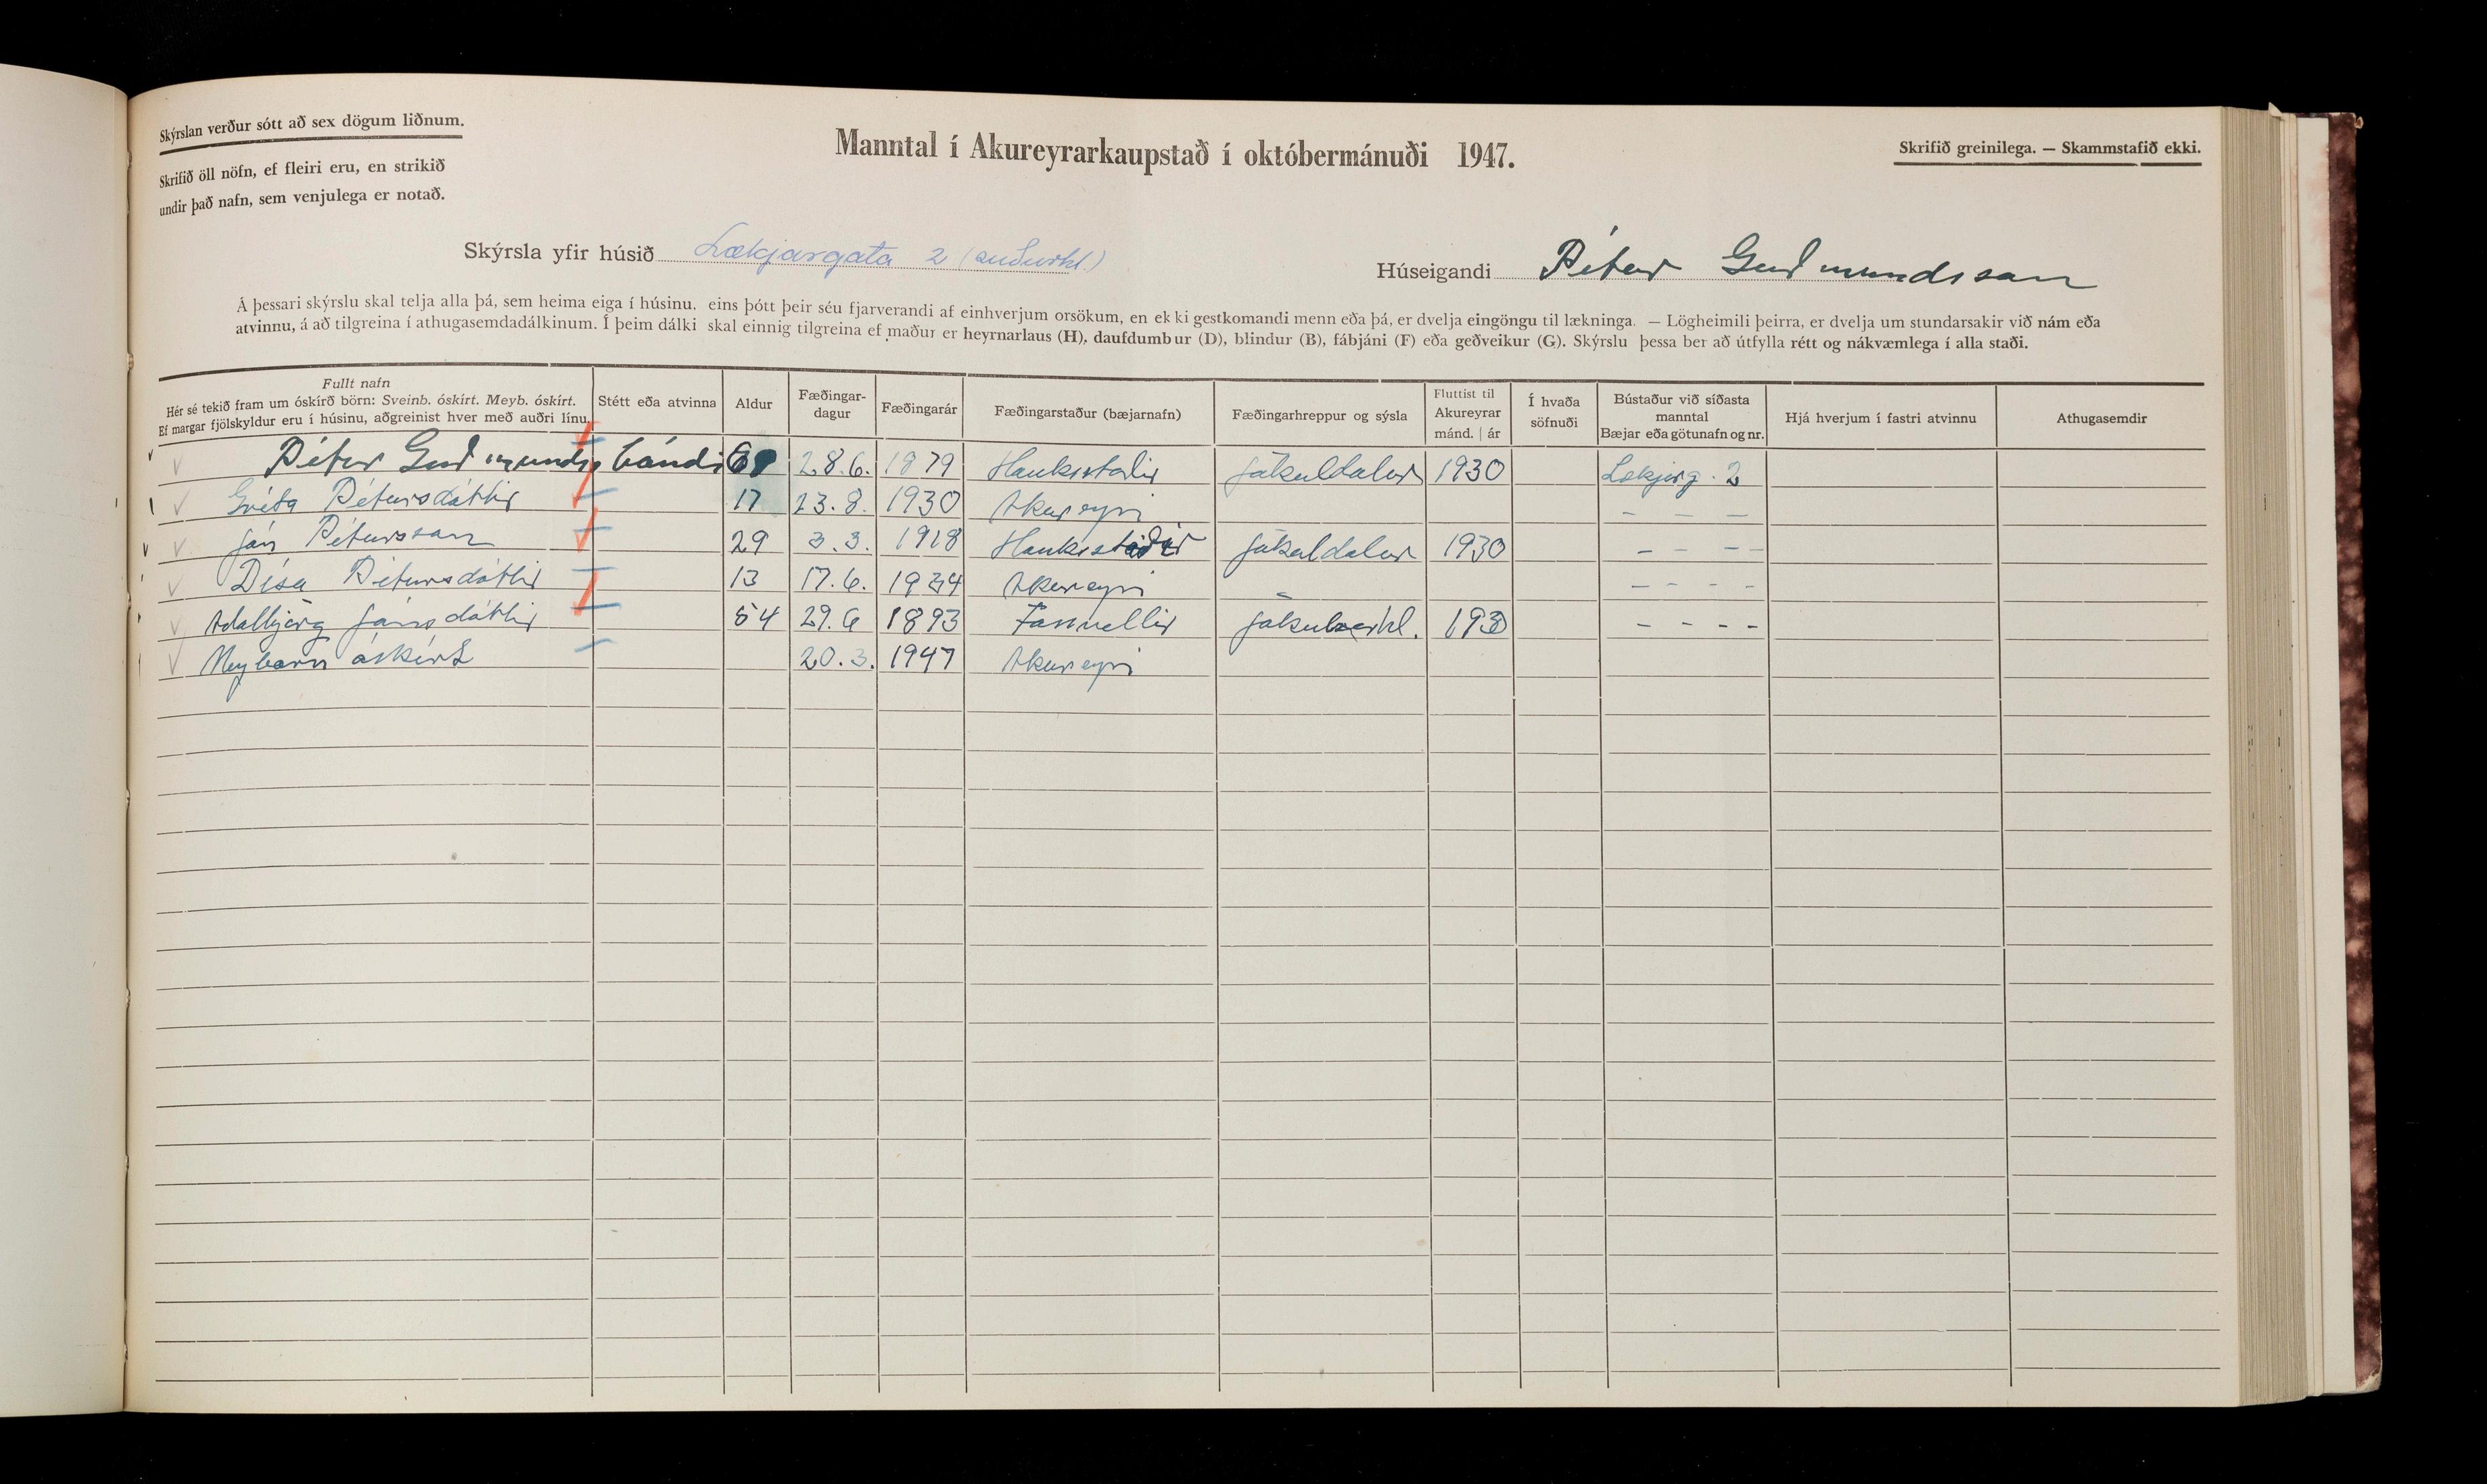 Skýrslan verður sótt að sex dögum liðnum.
Skrifið öll nöfn, ef fleiri eru, en strikið
undir það nafn, sem venjulega er notað.
Manntal í Akureyrarkaupstað í októbermánuði 1947.
Skrifið greinilega. — Skammstafið ekki.
Skýrsla yfir húsið Lækjargata 2 (suðurhl.)
Húseigandi Pétur Guðmundsson
Á þessari skýrslu skal telja alla þá, sem heima eiga í húsinu, eins þótt þeir séu fjarverandi af einhverjum orsökum, en ekki gestkomandi menn eða þá, er dvelja eingöngu til lækninga. — Lögheimili þeirra, er dvelja um stundarsakir við nám eða
atvinnu, á að tilgreina í athugasemdadálkinum. Í þeim dálki skal einnig tilgreina ef maður er heyrnarlaus (H), daufdumbur (D), blindur (B), fábjáni (F) eða geðveikur (G). Skýrslu þessa ber að útfylla rétt og nákvæmlega í alla staði.
Fullt nafn
Hér sé tekið fram um óskírð börn: Sveinb. óskírt. Meyb. óskírt.
Ef margar fjölskyldur eru í húsinu, aðgreinist hver með auðri línu.
Stétt eða atvinna
Aldur
Fæðingar-
dagur
Fæðingarár
Fæðingarstaður (bæjarnafn)
Fæðingarhreppur og sýsla
Fluttist til
Akureyrar
mánd. | ár
Í hvaða
söfnuði
Bústaður við síðasta
manntal
Bæjar eða götunafn og nr.
Hjá hverjum í fastri atvinnu
Athugasemdir
Pétur Guðmundss bóndi 28.6. 1879 Haukstaðir Jökuldalur 1930 Lækjarg. 2
Gréta Pétursdóttir 17 23.8. 1930 Akureyri – – –
Jón Pétursson 29 3.3. 1918 Haukstaðir Jökuldalur 1930 – – – –
Dísa Pétursdóttir 13 17.6. 1934 Akureyri – – – –
Aðalbjörg Jónsdóttir 54 29.6 1893 Fossvellir 1930 – – – –
Meybarn óskírt 20.3. 1947 Akureyri